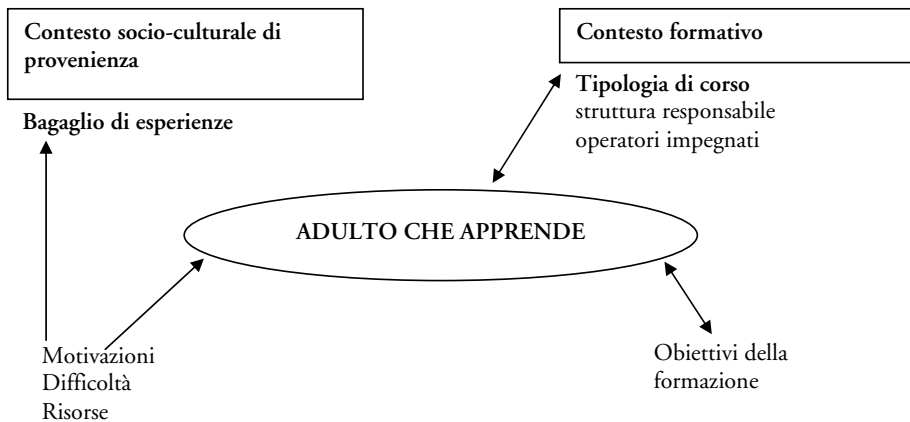 Contesto socio-culturale di
provenienza
Bagaglio di esperienze
Contesto formativo
Tipologia di corso
struttura responsabile
operatori impegnati
ADULTO CHE APPRENDE
Motivazioni
Difficoltà
Risorse
Obiettivi della
formazione